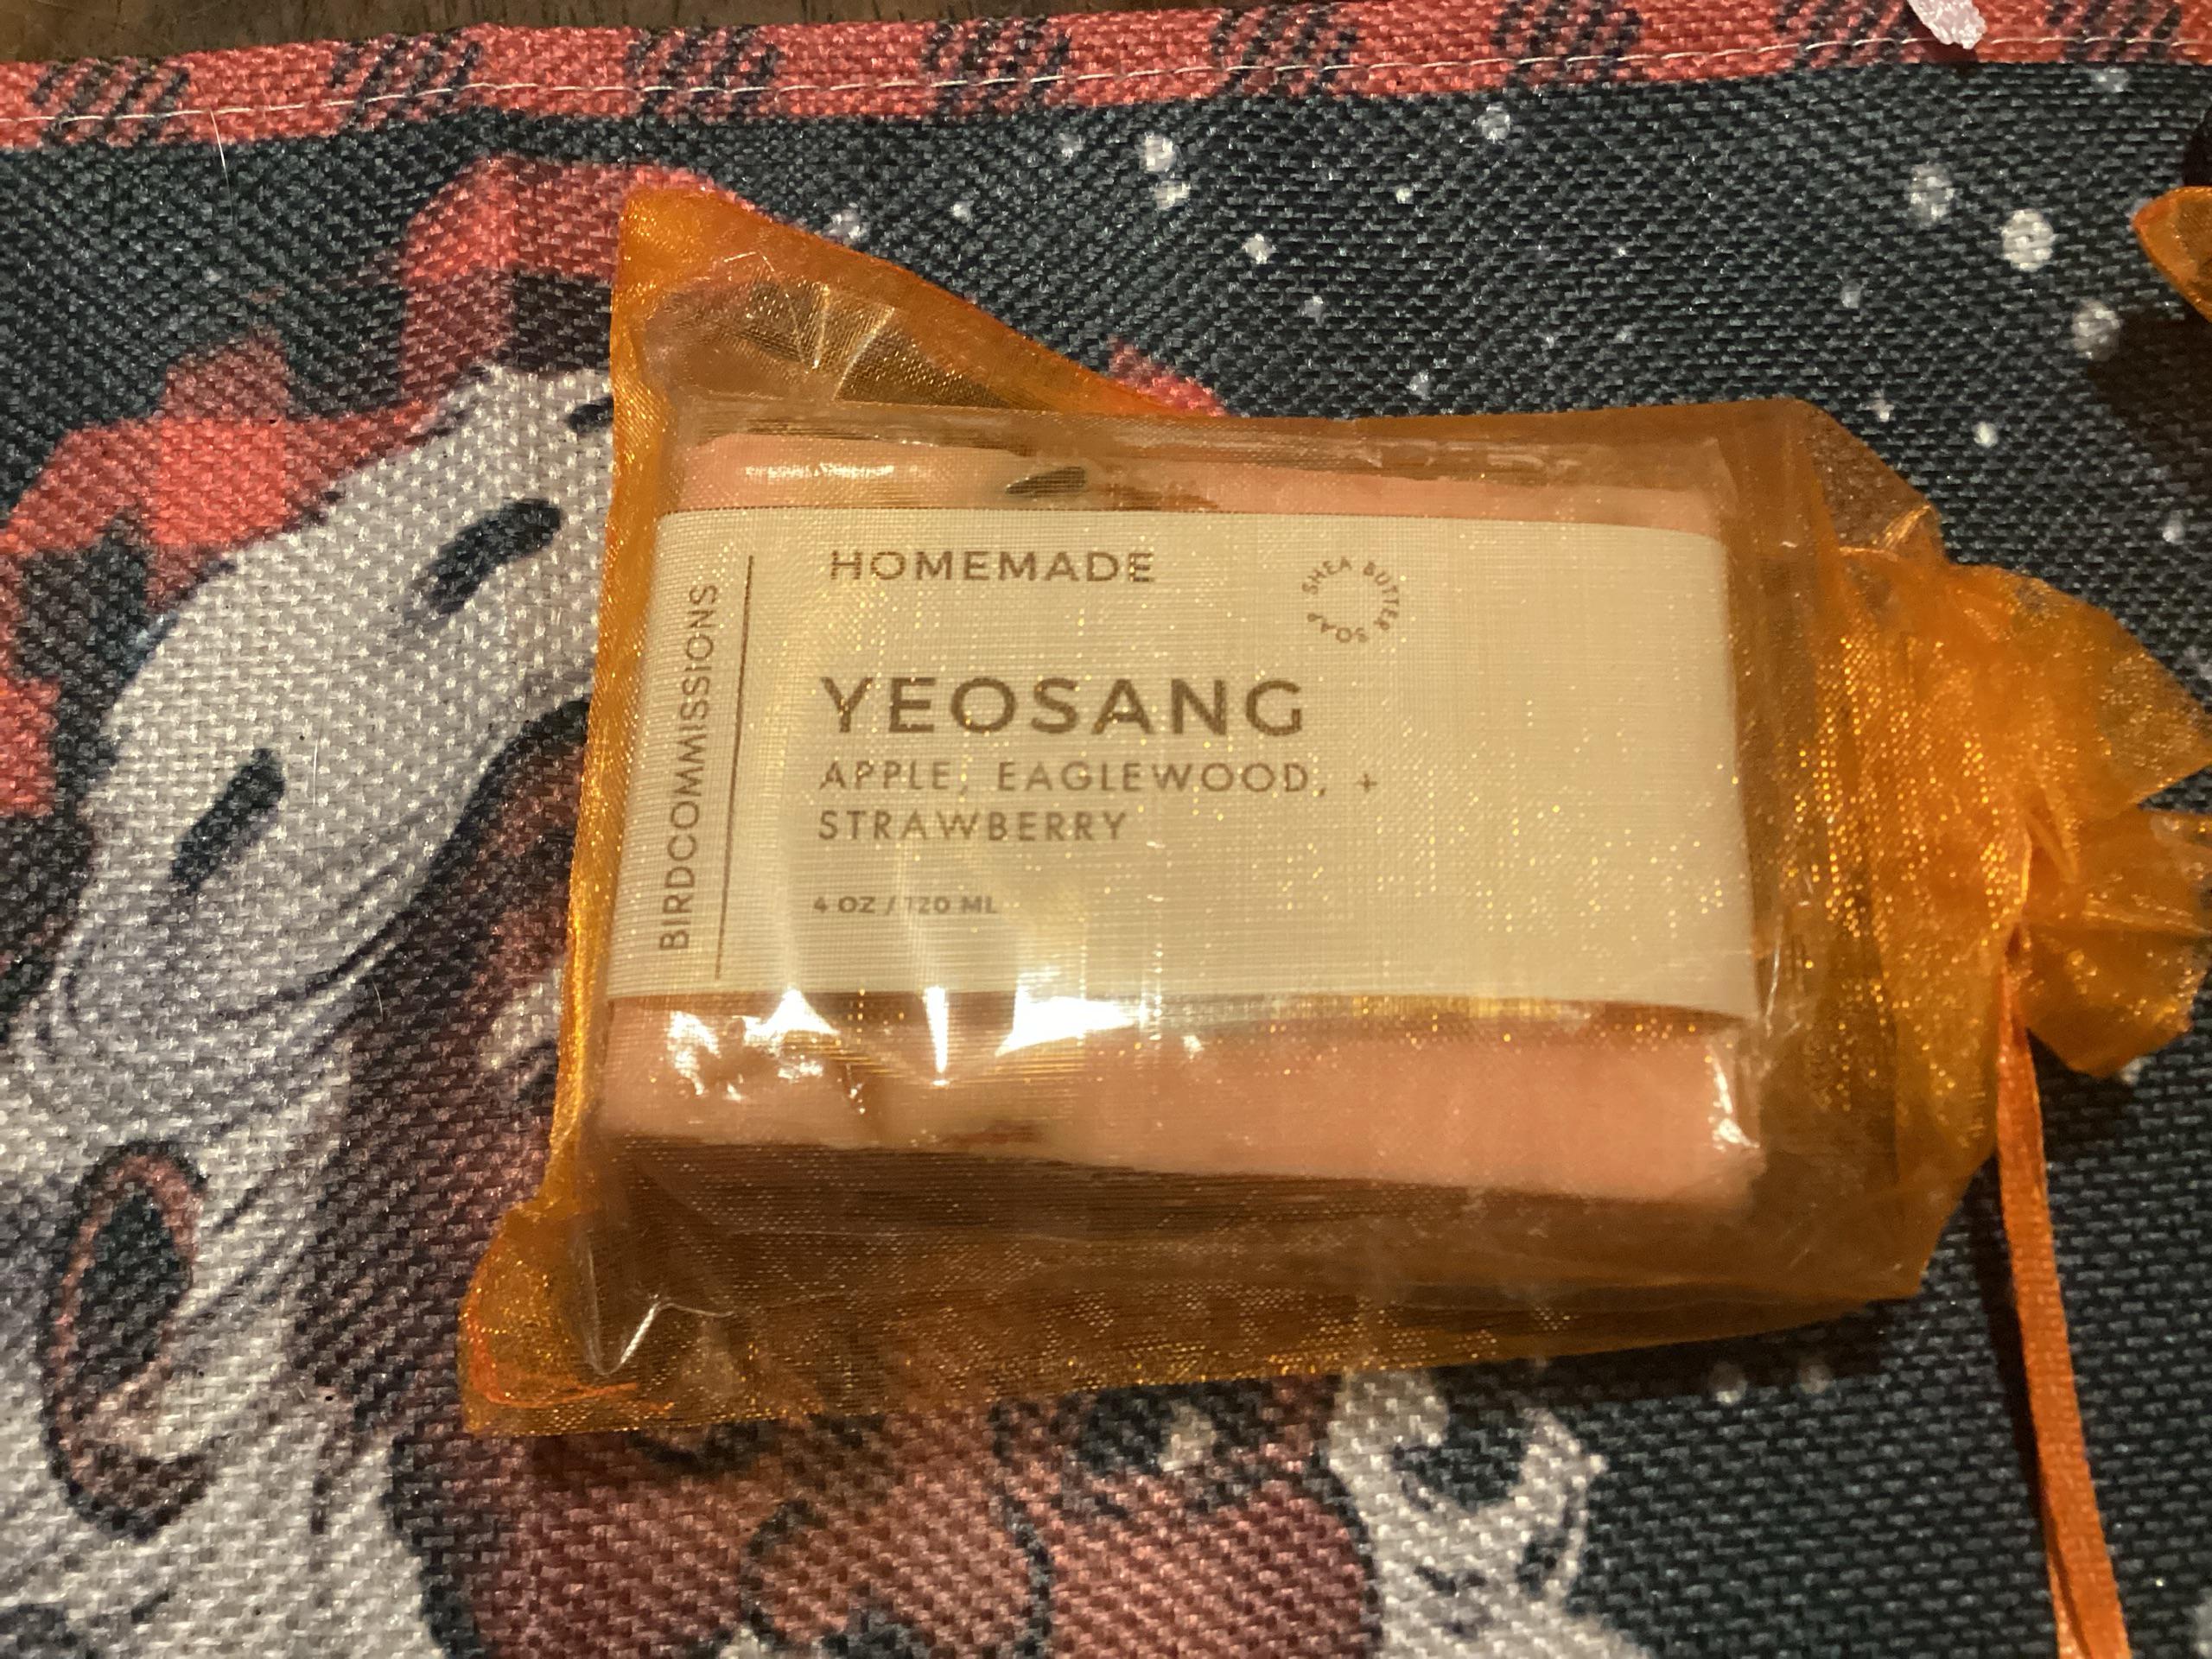 HOMEMADE
SHEA BUTTER SOAP
BIRDCOMMISSIONS
YEOSANG
APPLE, EAGLEWOOD, +
STRAWBERRY
4 OZ / 120 ML